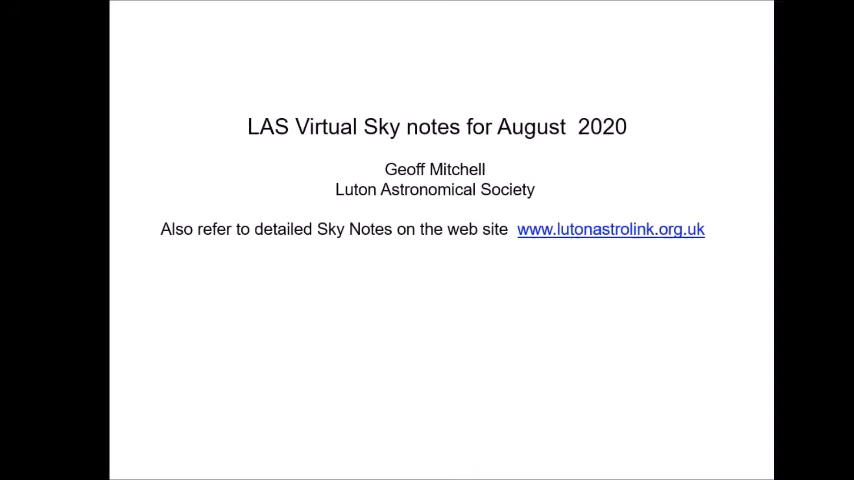 LAS Virtual Sky notes for August  2020
Geoff Mitchell
Luton Astronomical Society
Also refer to detailed Sky Notes on the web site  www.lutonastrolink.org.uk